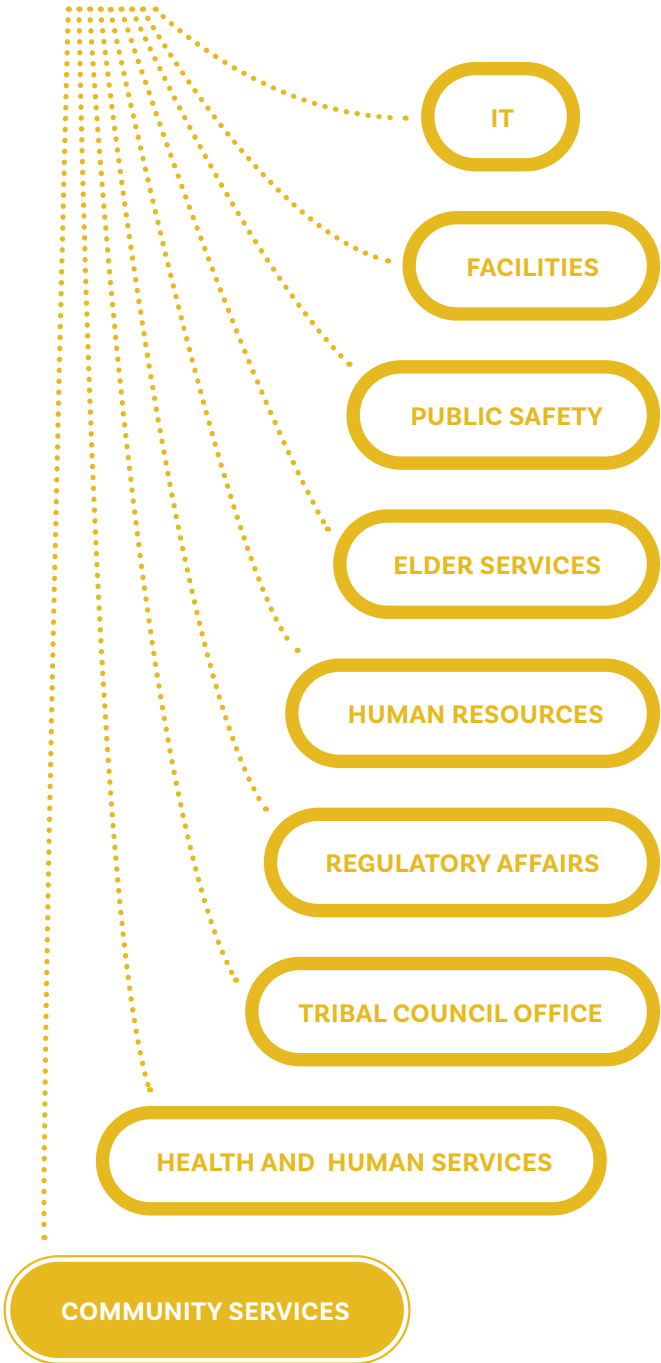 IT
FACILITIES
PUBLIC SAFETY
ELDER SERVICES
HUMAN RESOURCES
REGULATORY AFFAIRS
TRIBAL COUNCIL OFFICE
HEALTH AND  HUMAN SERVICES
COMMUNITY SERVICES